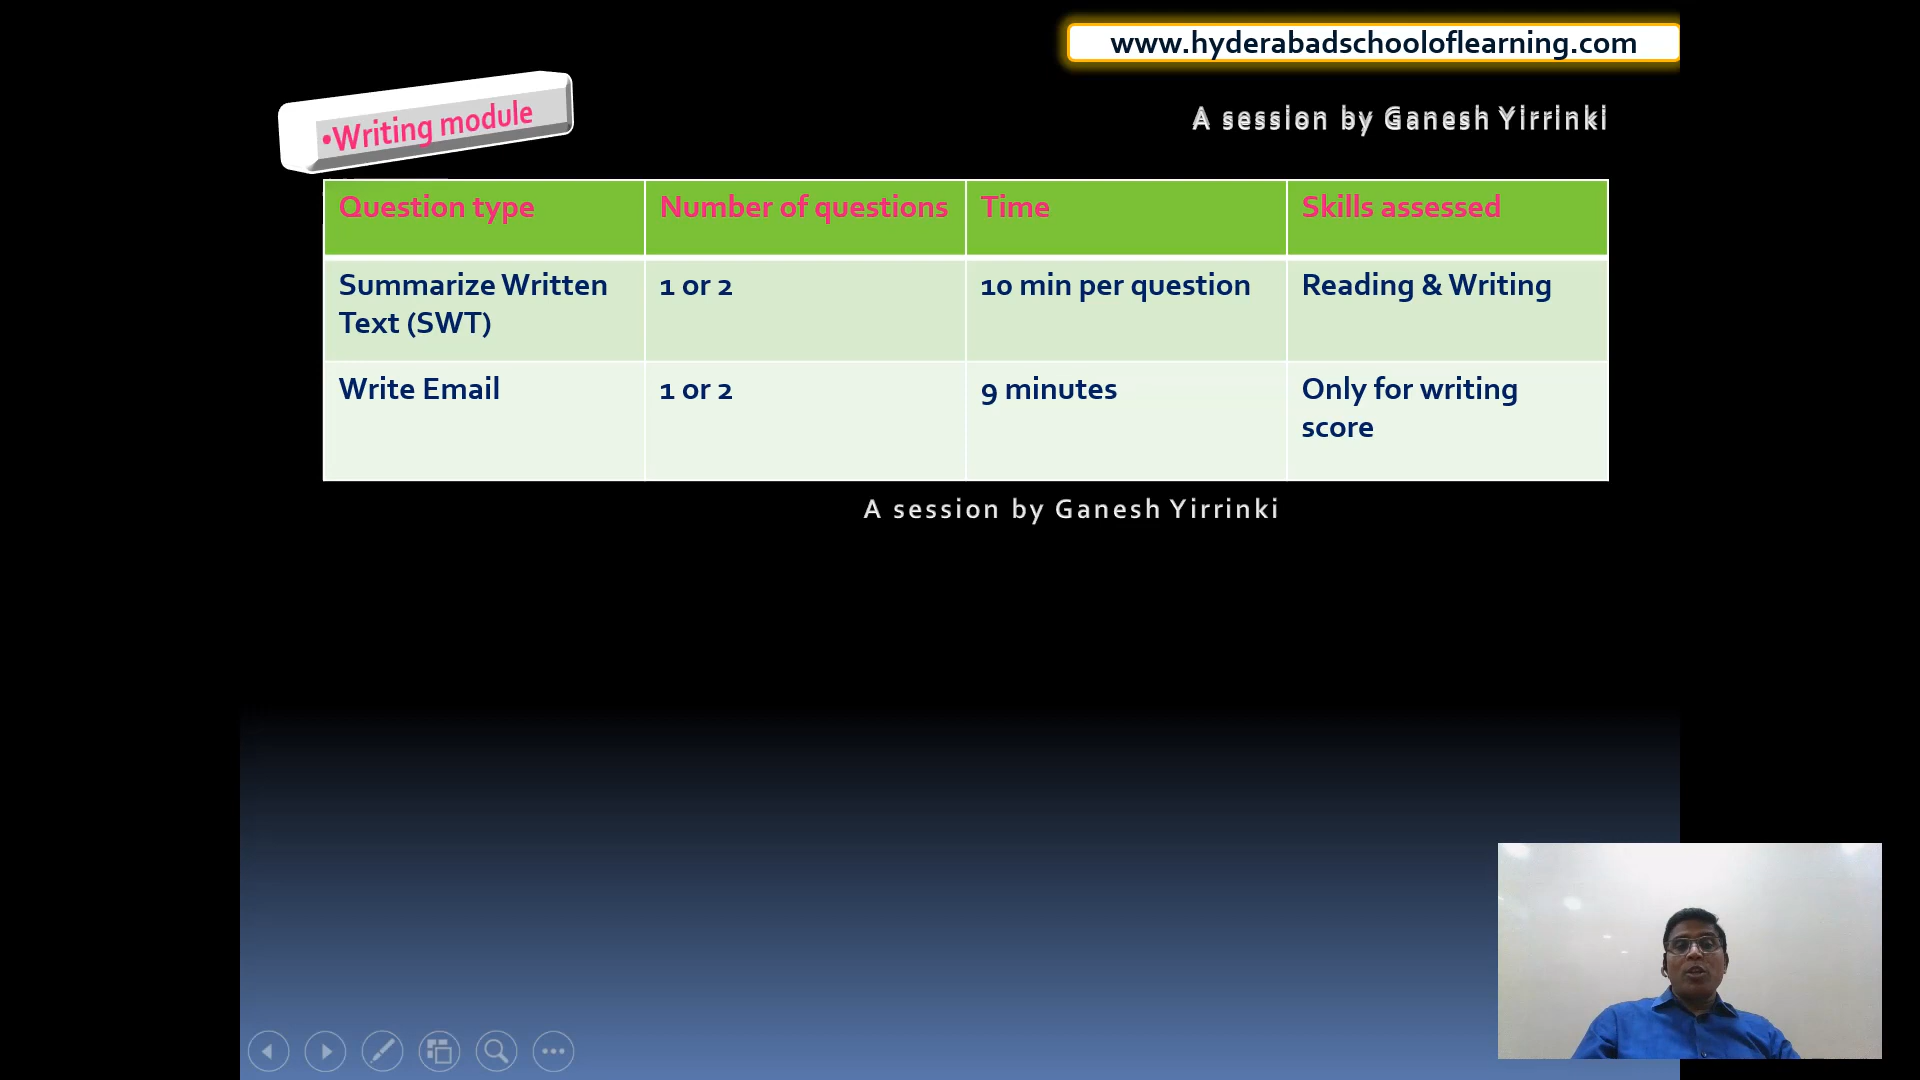 www.hyderabadschooloflearning.com
•Writing module
A session by Ganesh Yirrinki
Question type Number of questions Time Skills assessed
Summarize Written Text (SWT) 1 or 2 10 min per question Reading & Writing
Write Email 1 or 2 9 minutes Only for writing score
A session by Ganesh Yirrinki